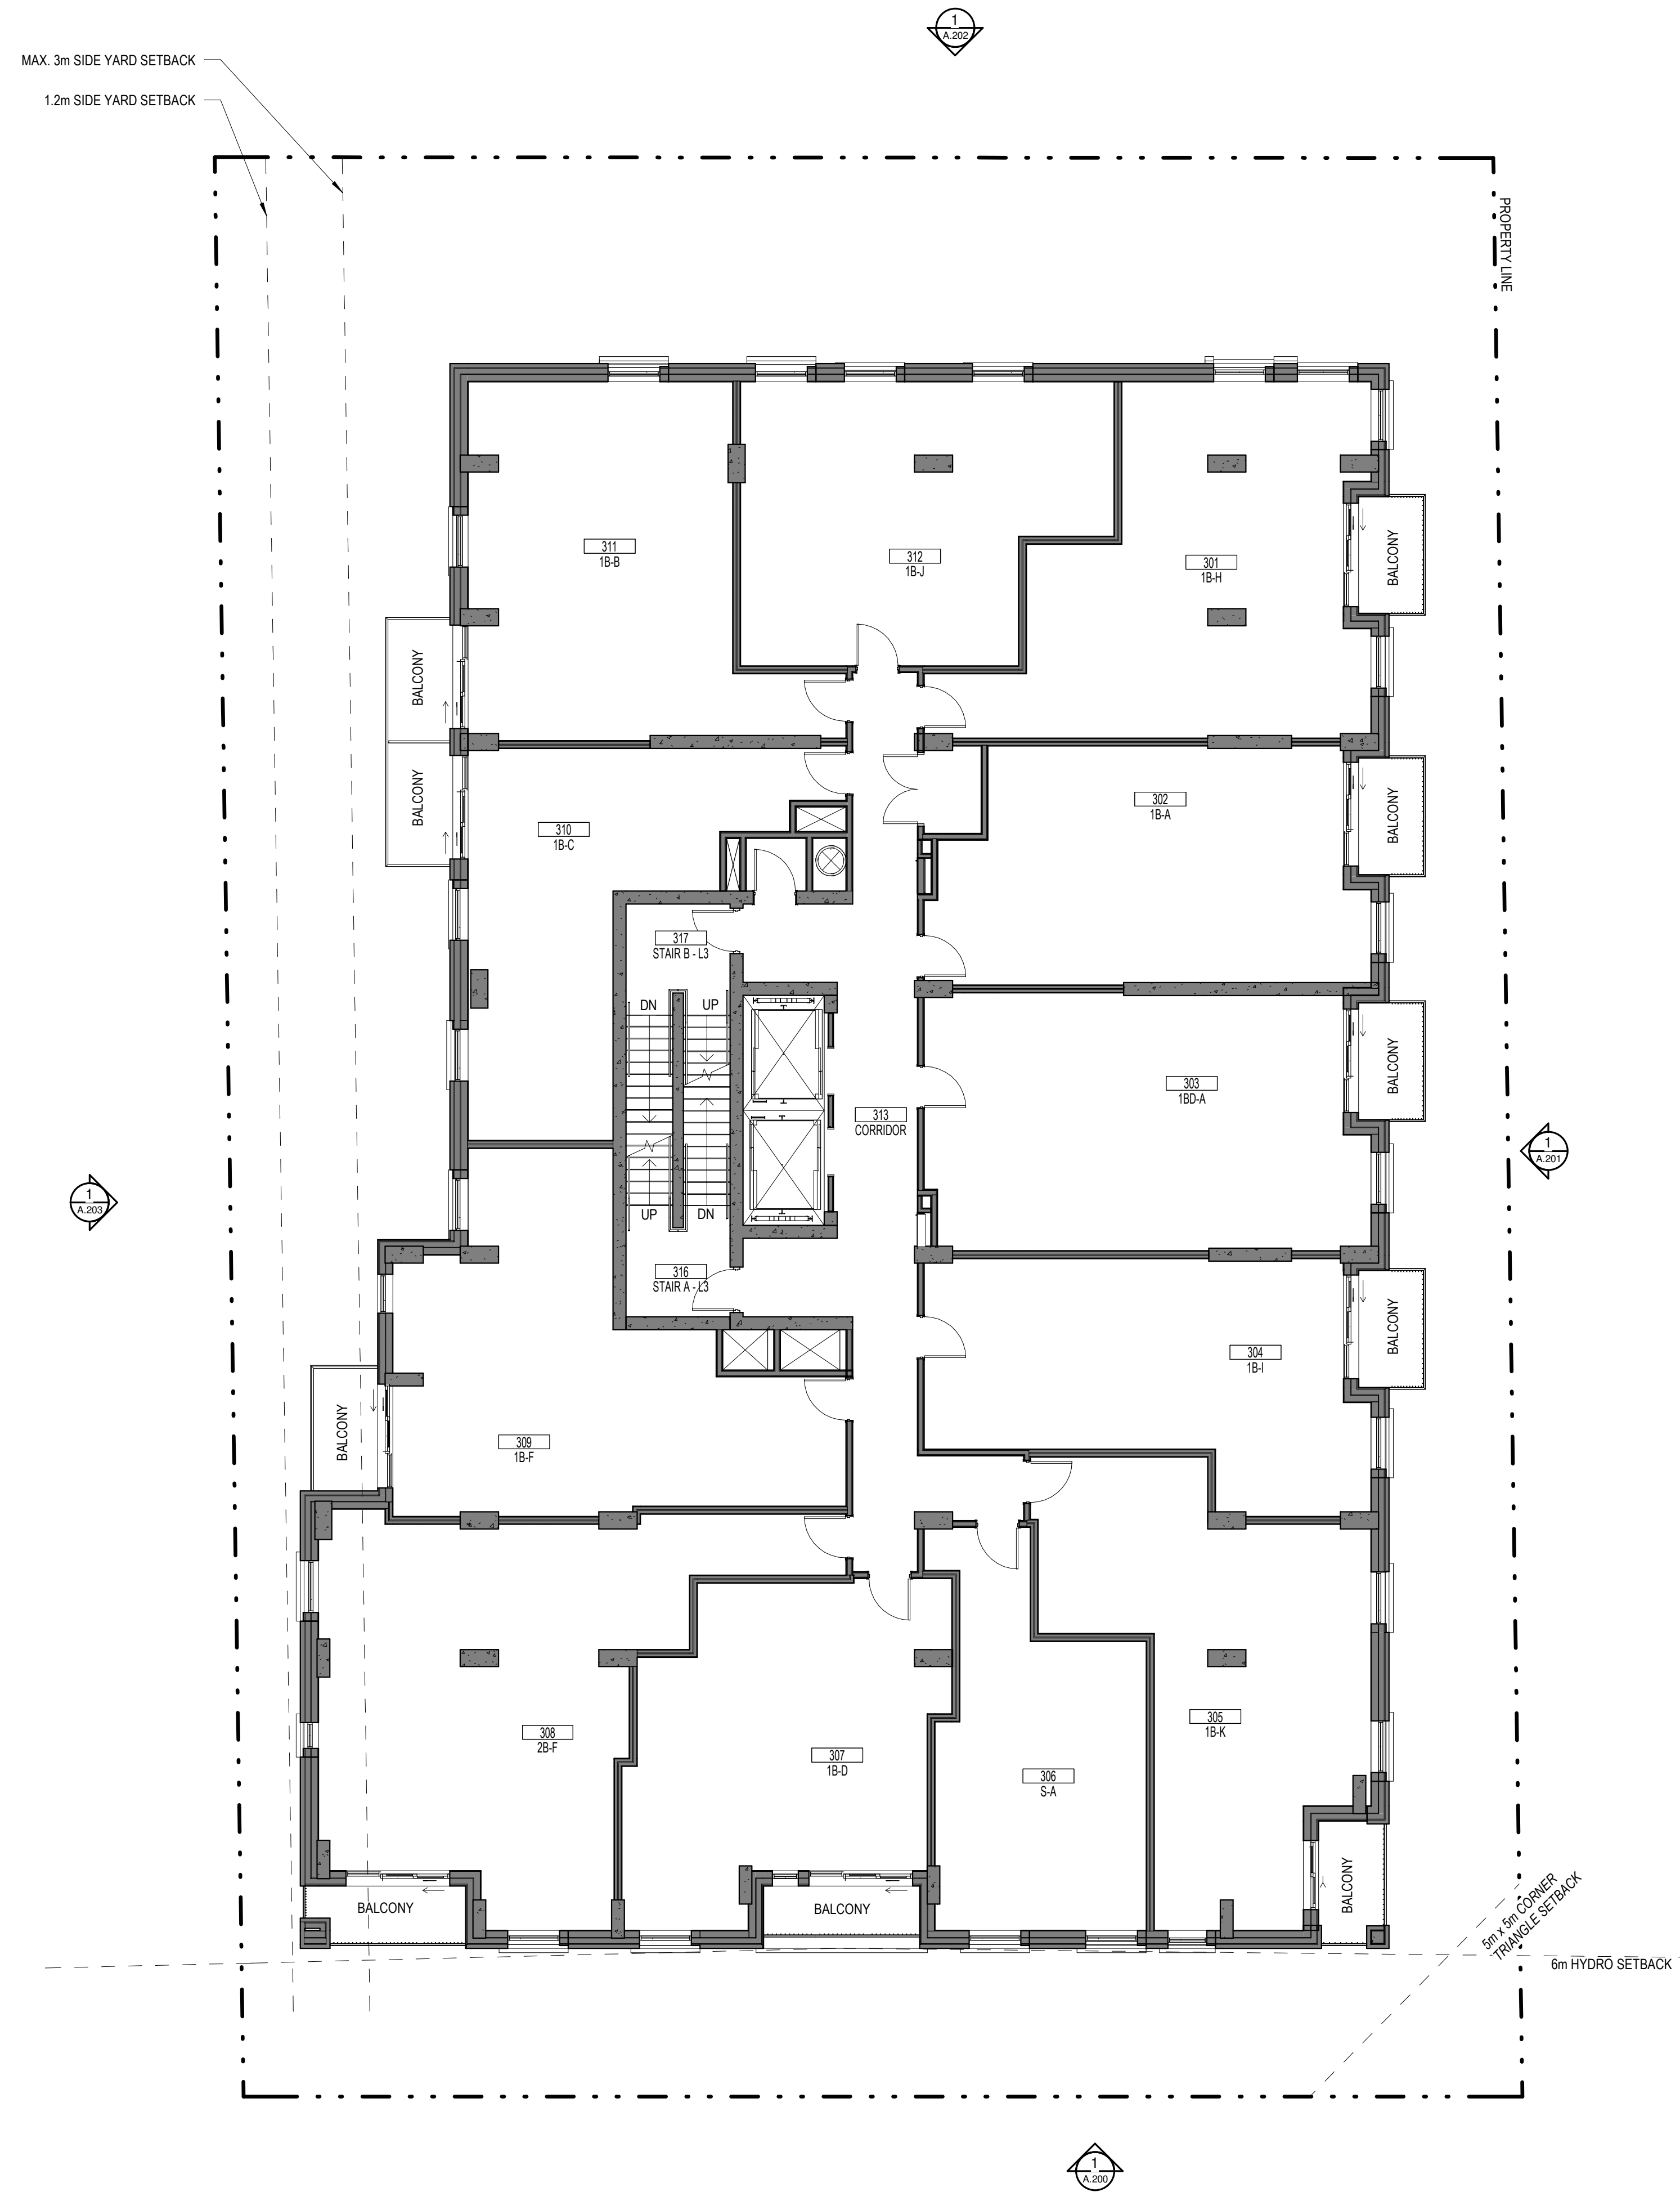 1
A.202
MAX. 3m SIDE YARD SETBACK
1.2m SIDE YARD SETBACK
PROPERTY LINE
311
1B-B
312
1B-J
301
1B-H
BALCONY
BALCONY
BALCONY
310
1B-C
302
1B-A
BALCONY
317
STAIR B - L3
DN
UP
303
1BD-A
BALCONY
313
CORRIDOR
1
A.201
1
A.203
UP
DN
316
STAIR A - L3
304
1B-I
BALCONY
309
1B-F
BALCONY
308
2B-F
307
1B-D
306
S-A
305
1B-K
BALCONY
BALCONY
BALCONY
5m x 5m CORNER
TRIANGLE SETBACK
6m HYDRO SETBACK
1
A.200